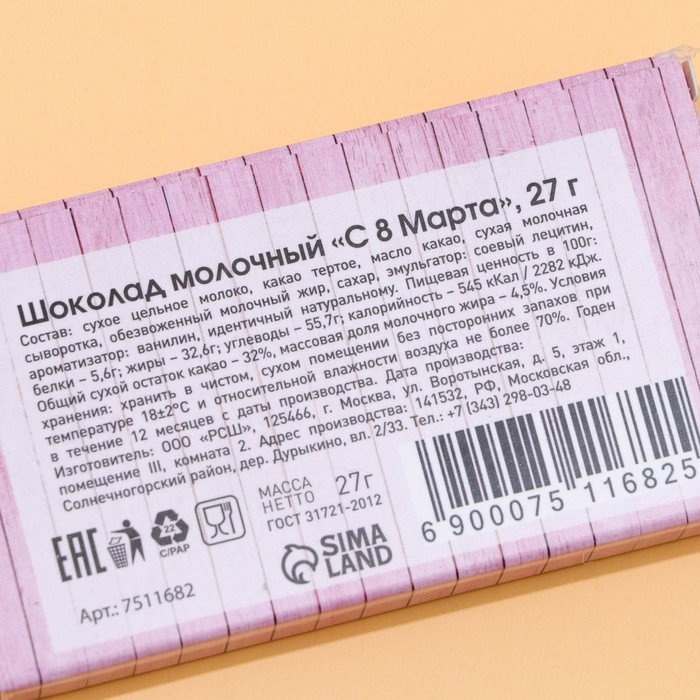 Шоколад молочный «С 8 Марта», 27 г
Состав: сухое цельное молоко, какао тертое, масло какао, сухая молочная
сыворотка, обезвоженный молочный жир, сахар, эмульгатор: соевый лецитин,
ароматизатор: ванилин, идентичный натуральному. Пищевая ценность в 100г:
белки – 5,6г; жиры – 32,6г; углеводы – 55,7г; калорийность – 545 кКал / 2282 кДж.
Общий сухой остаток какао – 32%, массовая доля молочного жира – 4,5%. Условия
хранения: хранить в чистом, сухом помещении без посторонних запахов при
температуре 18±2°С и относительной влажности воздуха не более 70%. Годен
в течение 12 месяцев с даты производства. Дата производства:
Изготовитель: ООО «РСШ», 125466, г. Москва, ул. Воротынская, д. 5, этаж 1,
помещение III, комната 2. Адрес производства: 141532, РФ, Московская обл.,
Солнечногорский район, дер. Дурыкино, вл. 2/33. Тел.: +7 (343) 298-03-48
EAC
22
C/PAP
МАССА
НЕТТО 27г
ГОСТ 31721-2012
SIMA
LAND
6 900075 116825
Арт.: 7511682